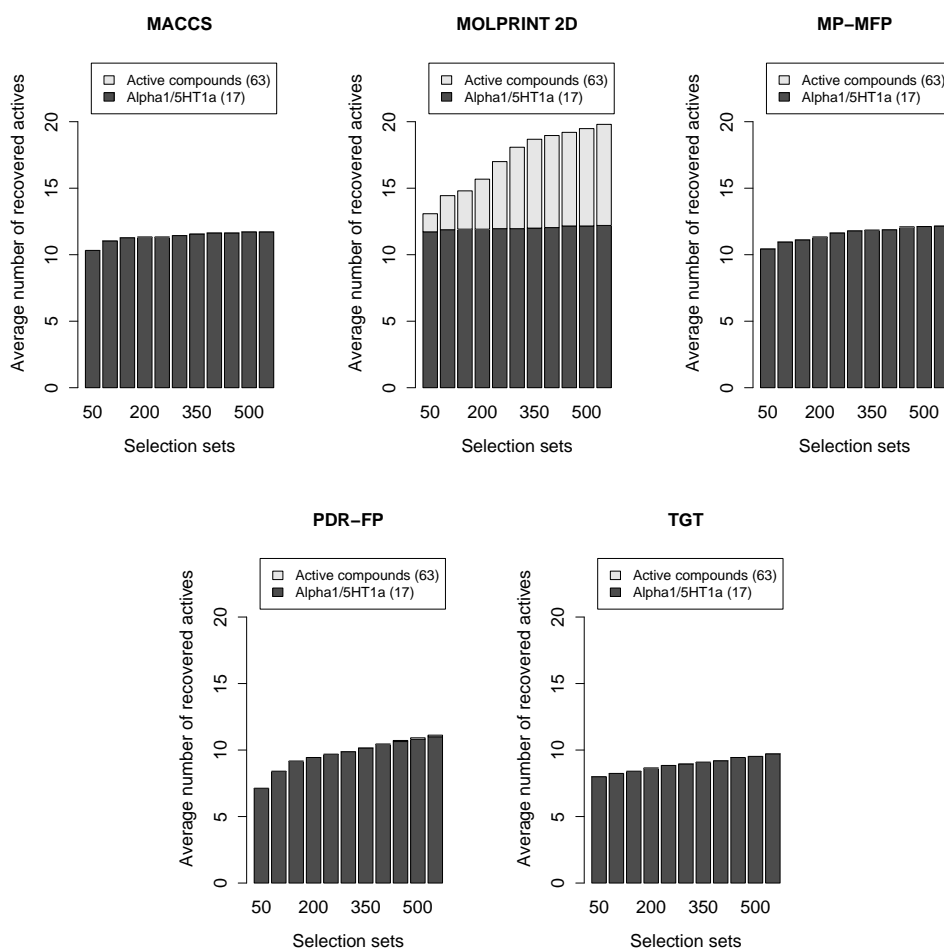 MACCS
Active compounds (63)
Alpha1/5HT1a (17)
Average number of recovered actives
20
15
10
5
0
50 200 350 500
Selection sets
MOLPRINT 2D
Active compounds (63)
Alpha1/5HT1a (17)
Average number of recovered actives
20
15
10
5
0
50 200 350 500
Selection sets
MP−MFP
Active compounds (63)
Alpha1/5HT1a (17)
Average number of recovered actives
20
15
10
5
0
50 200 350 500
Selection sets
PDR−FP
Active compounds (63)
Alpha1/5HT1a (17)
Average number of recovered actives
20
15
10
5
0
50 200 350 500
Selection sets
TGT
Active compounds (63)
Alpha1/5HT1a (17)
Average number of recovered actives
20
15
10
5
0
50 200 350 500
Selection sets